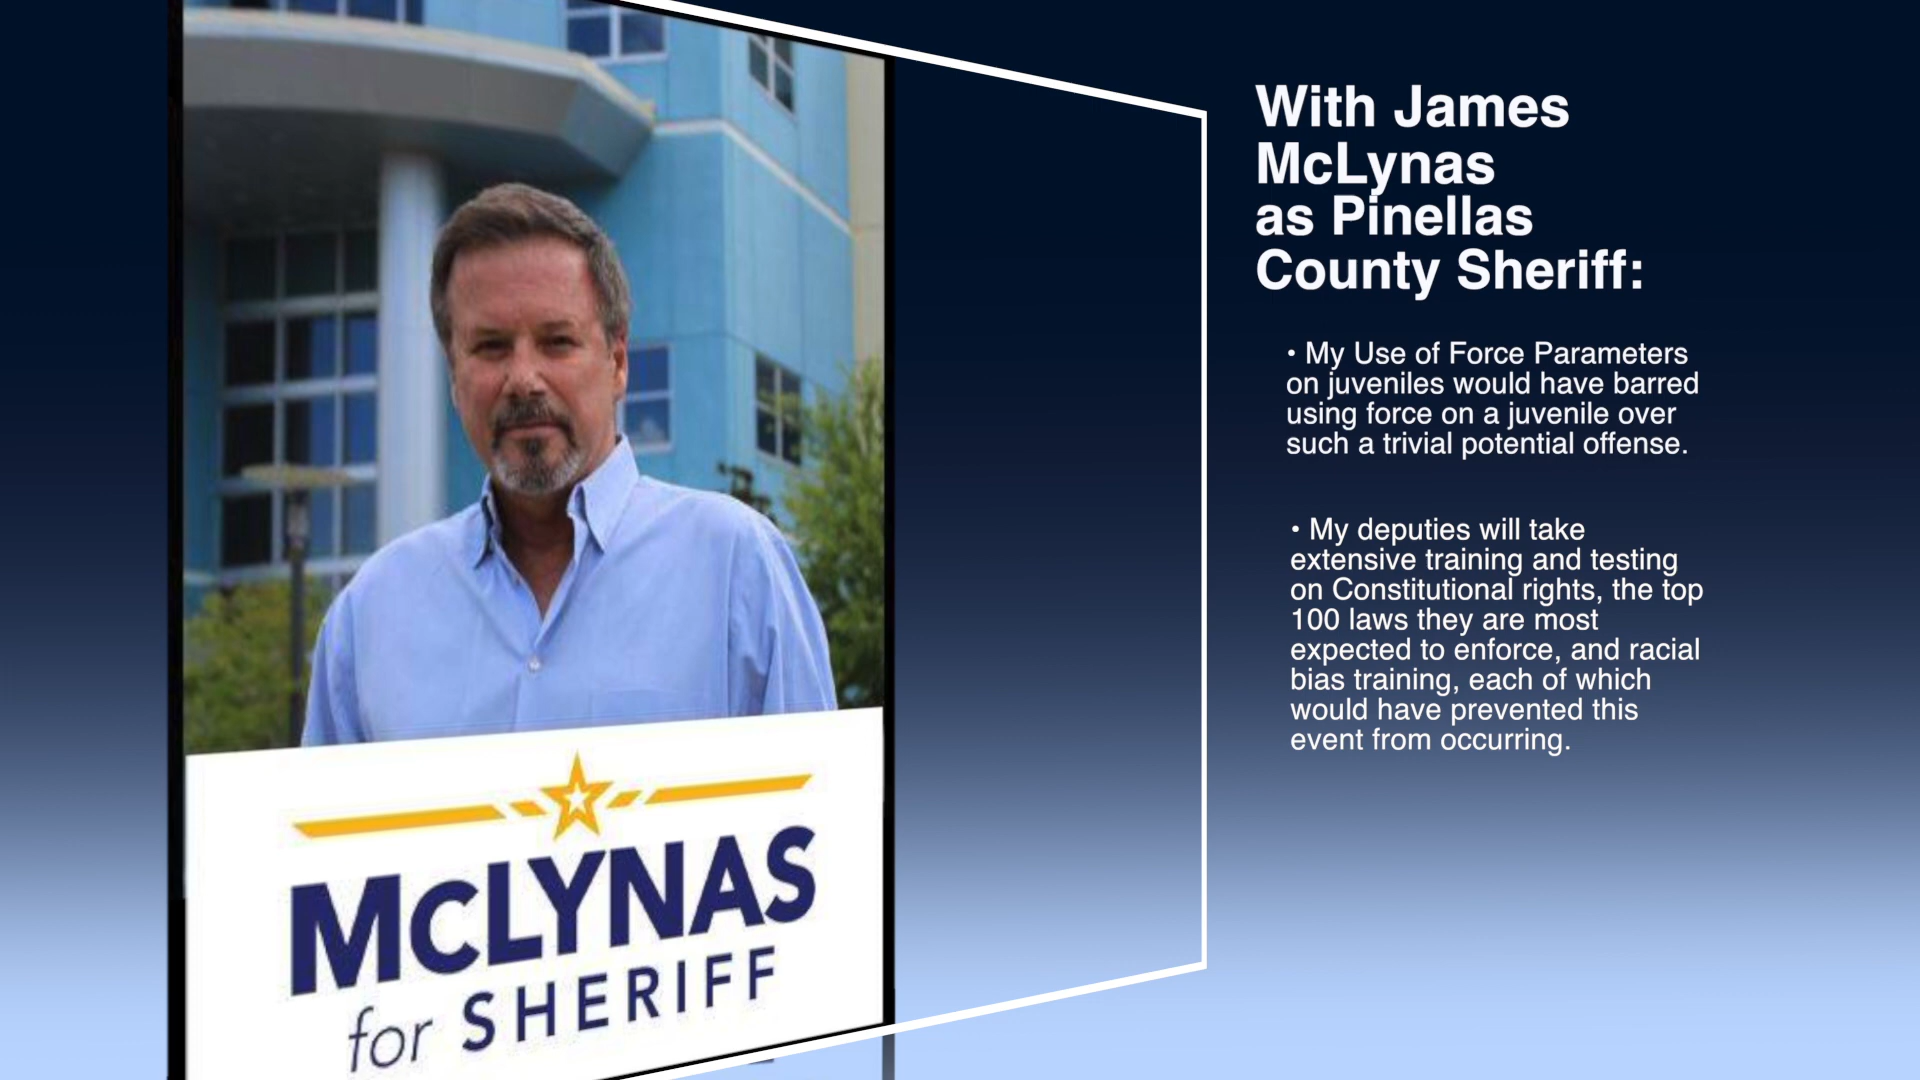 With James
McLynas
as Pinellas
County Sheriff:
• My Use of Force Parameters
on juveniles would have barred
using force on a juvenile over
such a trivial potential offense.
• My deputies will take
extensive training and testing
on Constitutional rights, the top
100 laws they are most
expected to enforce, and racial
bias training, each of which
would have prevented this
event from occurring.
McLYNAS
for SHERIFF